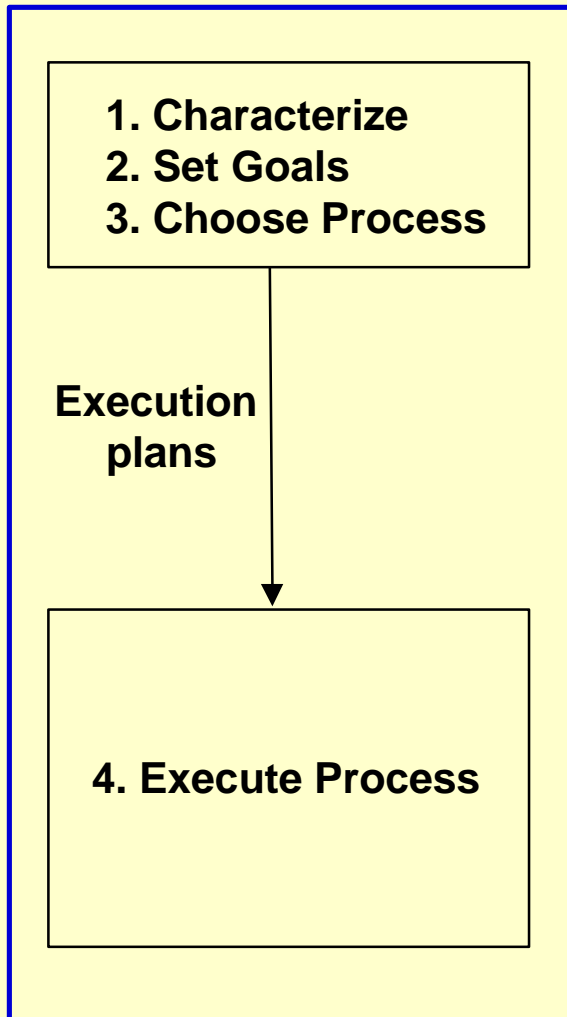 1. Characterize
2. Set Goals
3. Choose Process
Execution
plans
4. Execute Process